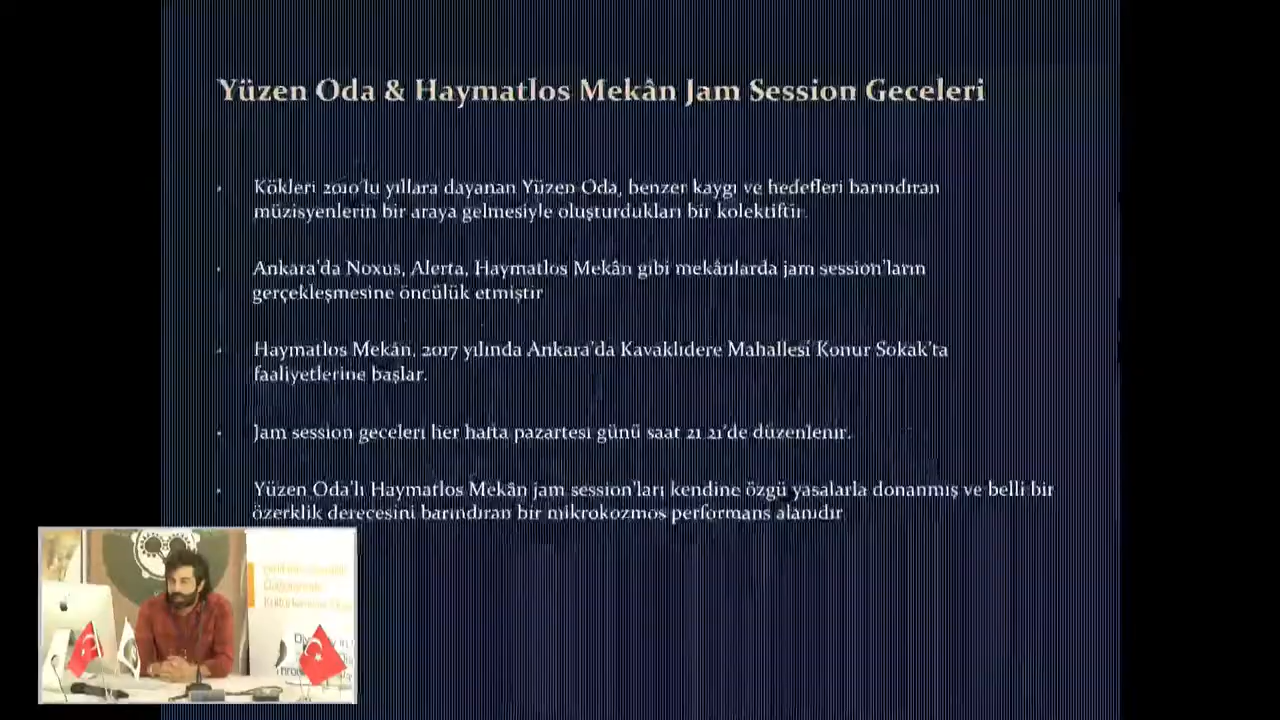 Yüzen Oda & Haymatlos Mekân Jam Session Geceleri
Kökleri 2010'lu yıllara dayanan Yüzen Oda, benzer kaygı ve hedefleri barındıran
müzisyenlerin bir araya gelmesiyle oluşturdukları bir kolektiftir.
Ankara'da Noxus, Alerta, Haymatlos Mekân gibi mekânlarda jam session'ların
gerçekleşmesine öncülük etmiştir
Haymatlos Mekân, 2017 yılında Ankara'da Kavaklıdere Mahallesi Konur Sokak'ta
faaliyetlerine başlar.
Jam session geceleri her hafta pazartesi günü saat 21 21'de düzenlenir.
Yüzen Oda'lı Haymatlos Mekân jam session'ları kendine özgü yasalarla donanmış ve belli bir
özerklik derecesini barındıran bir mikrokozmos performans alanıdır